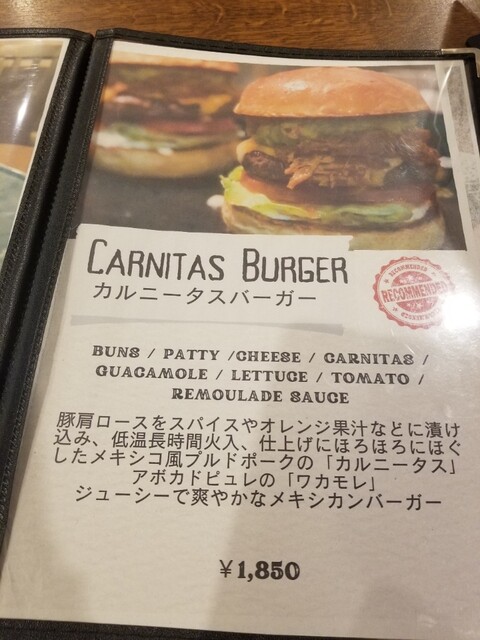 CARNITAS BURGER
カルニータスバーガー
RECOMMENDED
RECOMMENDED
BUNS / PATTY /CHEESE / CARNITAS /
GUACAMOLE / LETTUCE / TOMATO /
REMOULADE SAUCE
豚肩ロースをスパイスやオレンジ果汁などに漬け
込み、低温長時間火入、仕上げにほろほろにほぐ
したメキシコ風プルドポークの「カルニータス」
アボカドピュレの「ワカモレ」
ジューシーで爽やかなメキシカンバーガー
¥1,850